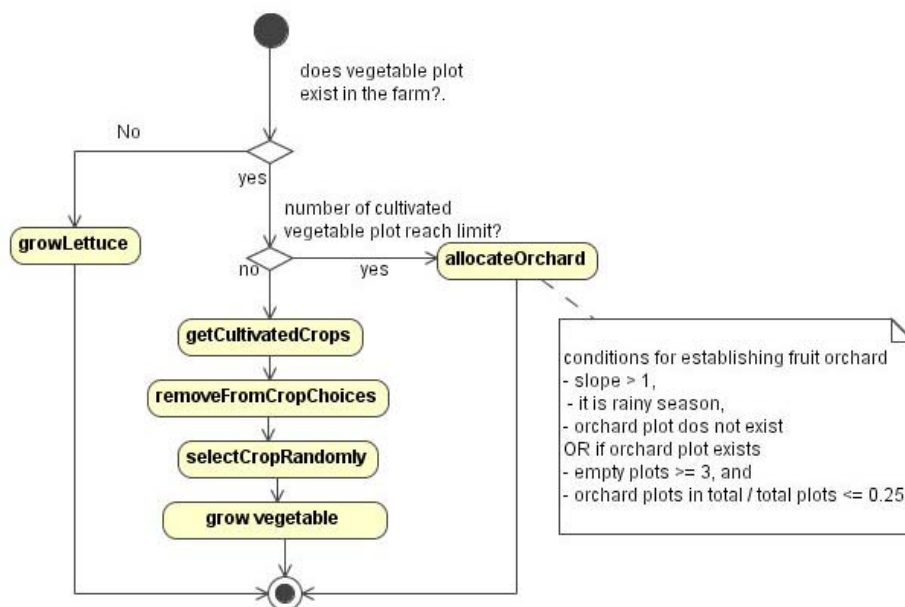 does vegetable plot
exist in the farm?.
No
yes
number of cultivated
vegetable plot reach limit?
growLettuce
no
yes
allocateOrchard
getCultivatedCrops
removeFromCropChoices
selectCropRandomly
grow vegetable
conditions for establishing fruit orchard
- slope > 1,
- it is rainy season,
- orchard plot dos not exist
OR if orchard plot exists
- empty plots >= 3, and
- orchard plots in total / total plots <= 0.25